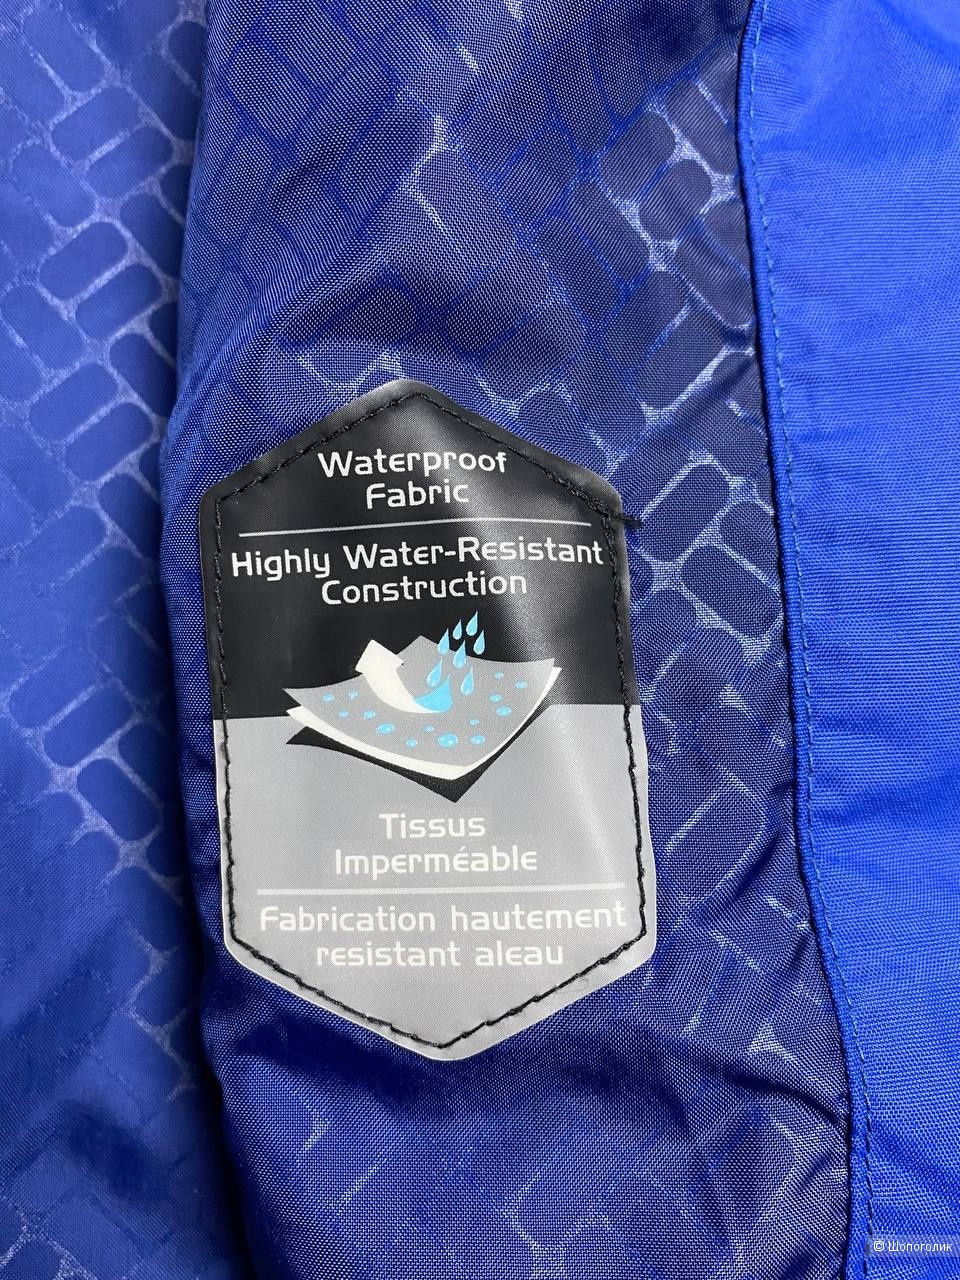 Waterproof
Fabric
Highly Water-Resistant
Construction
Tissus
Imperméable
Fabrication hautement
resistant aleau
© Шопоголик